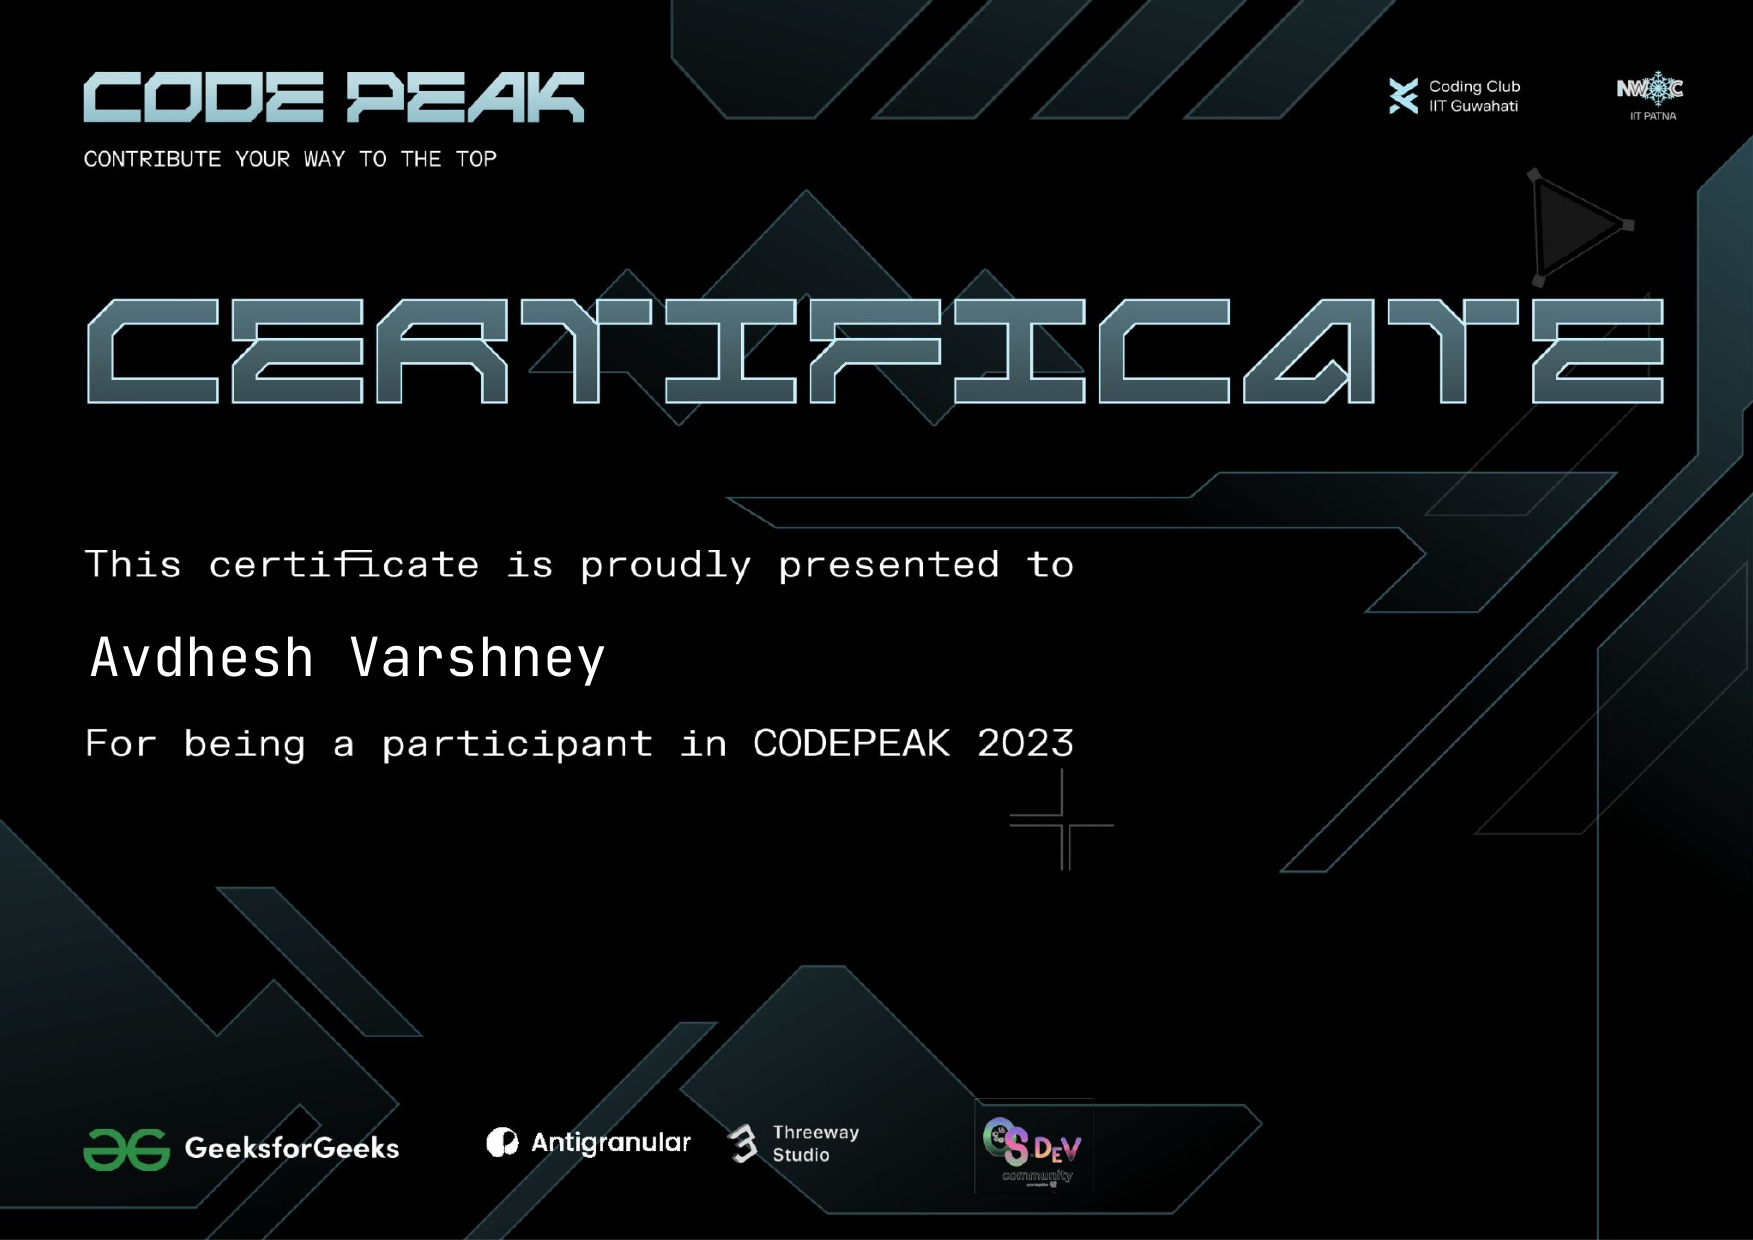 CODE PEAK
CONTRIBUTE YOUR WAY TO THE TOP
Coding Club
IIT Guwahati
NWOC
IIT PATNA
CERTIFICATE
This certificate is proudly presented to
Avdhesh Varshney
For being a participant in CODEPEAK 2023
GeeksforGeeks
Antigranular
Threeway
Studio
OS.DEV
community